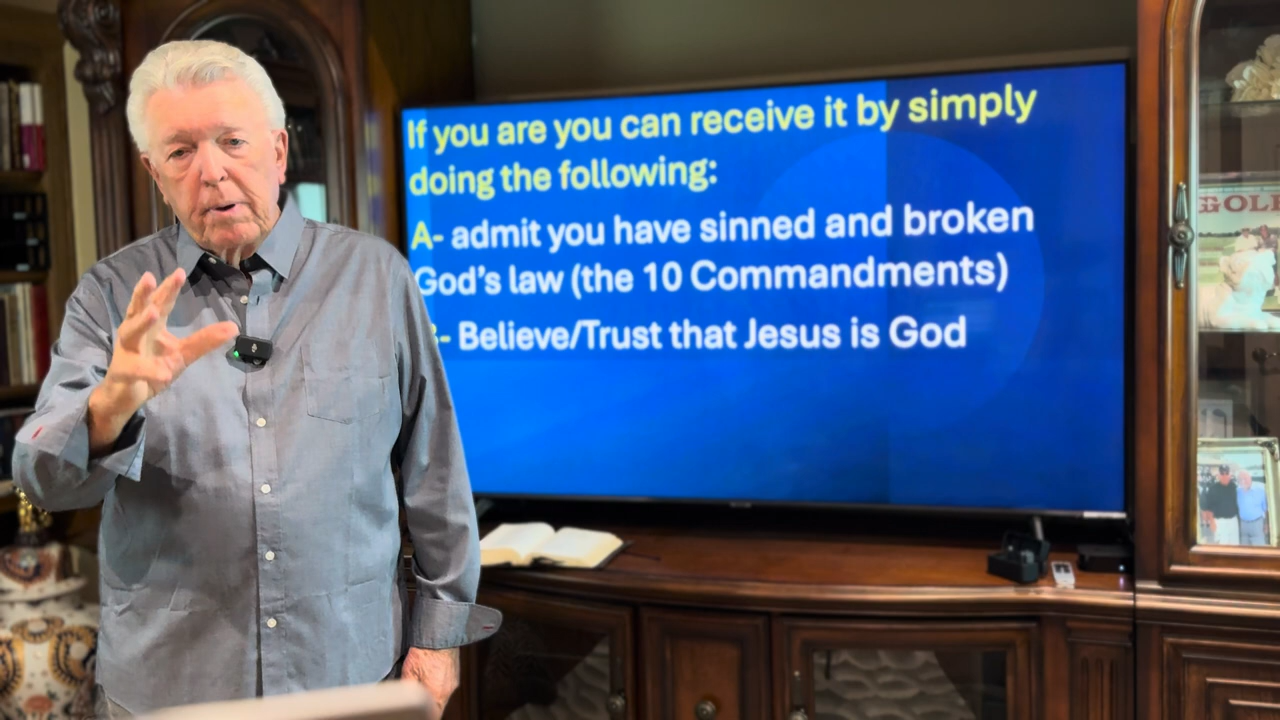 If you are you can receive it by simply
doing the following:
A- admit you have sinned and broken
God's law (the 10 Commandments)
- Believe/Trust that Jesus is God